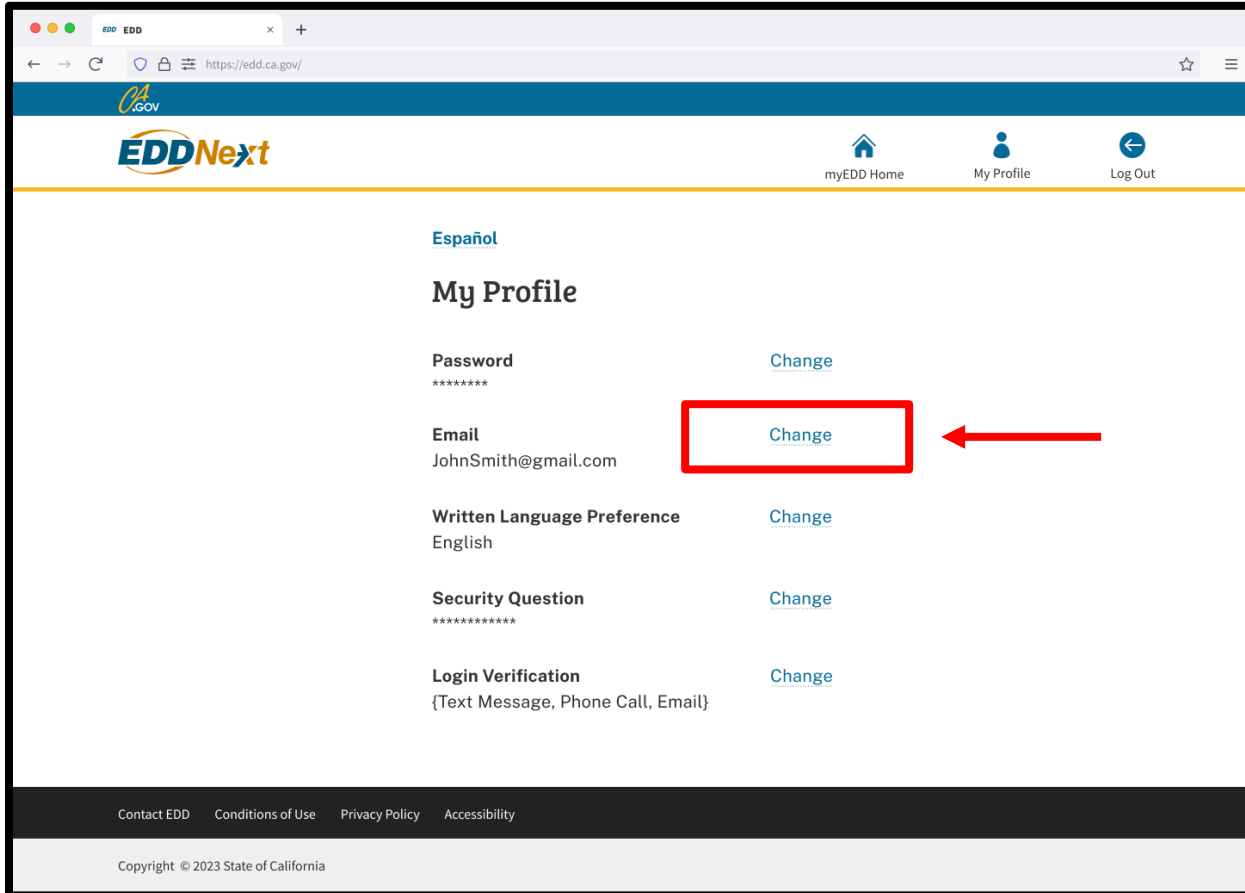 EDD EDD
https://edd.ca.gov/
CA.GOV
EDDNext
myEDD Home My Profile Log Out
Español
My Profile
Password Change
********
Email Change
JohnSmith@gmail.com
Written Language Preference Change
English
Security Question Change
************
Login Verification Change
{Text Message, Phone Call, Email}
Contact EDD Conditions of Use Privacy Policy Accessibility
Copyright © 2023 State of California